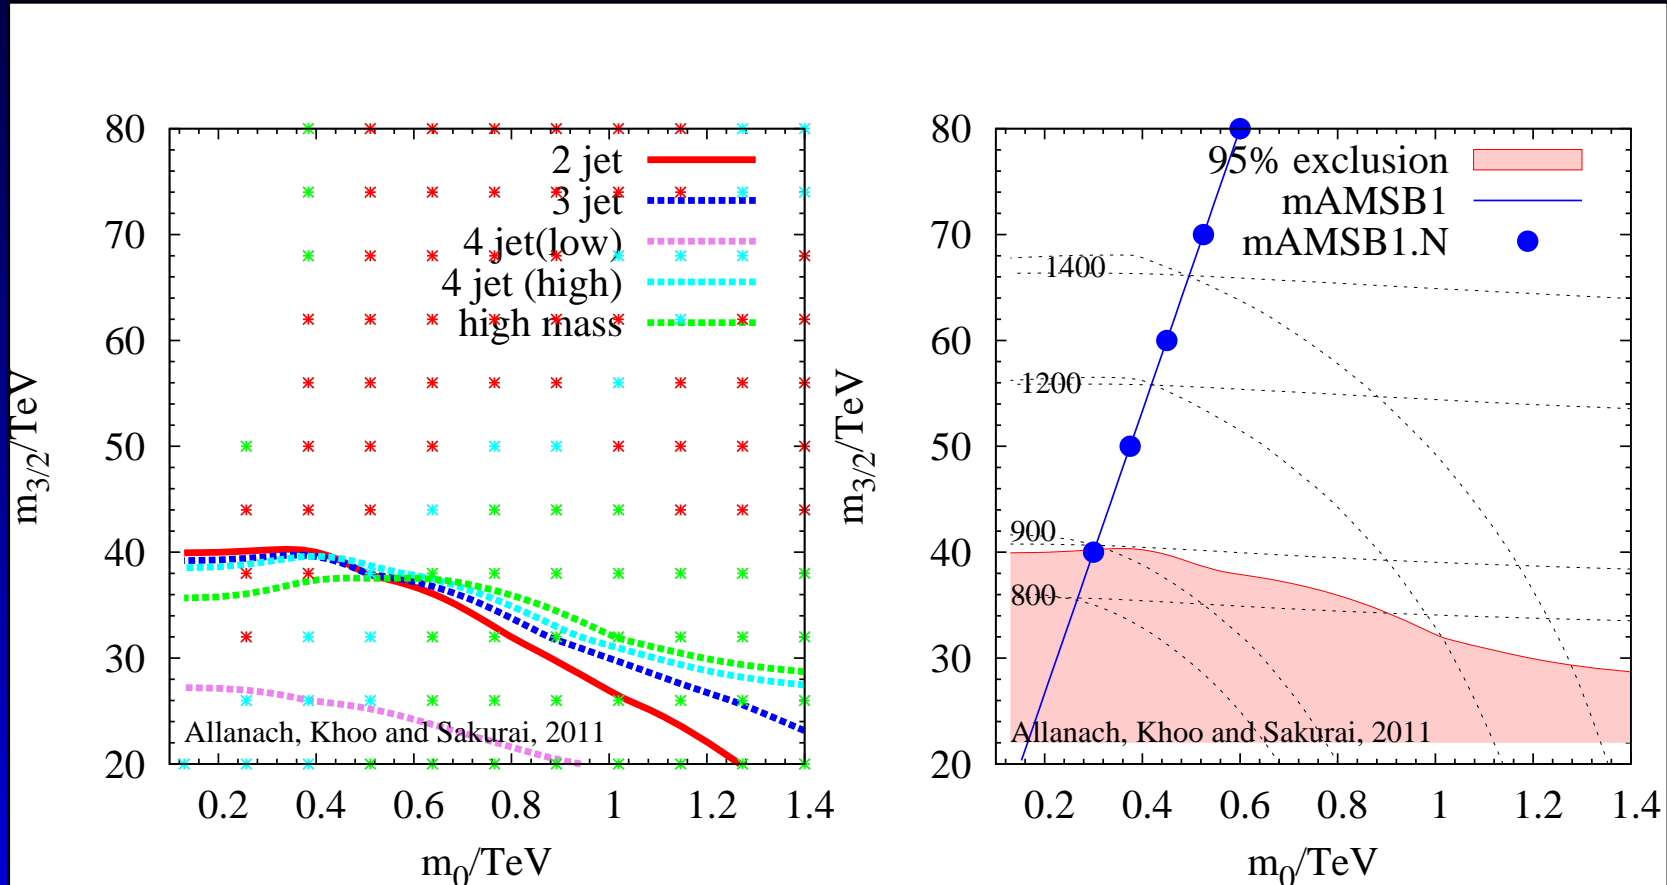 80
70
60
50
40
30
20
m3/2/TeV
2 jet
3 jet
4 jet(low)
4 jet (high)
high mass
Allanach, Khoo and Sakurai, 2011
0.2 0.4 0.6 0.8 1 1.2 1.4
m0/TeV
80
70
60
50
40
30
20
m3/2/TeV
95% exclusion
mAMSB1
mAMSB1.N
1400
1200
900
800
Allanach, Khoo and Sakurai, 2011
0.2 0.4 0.6 0.8 1 1.2 1.4
m0/TeV